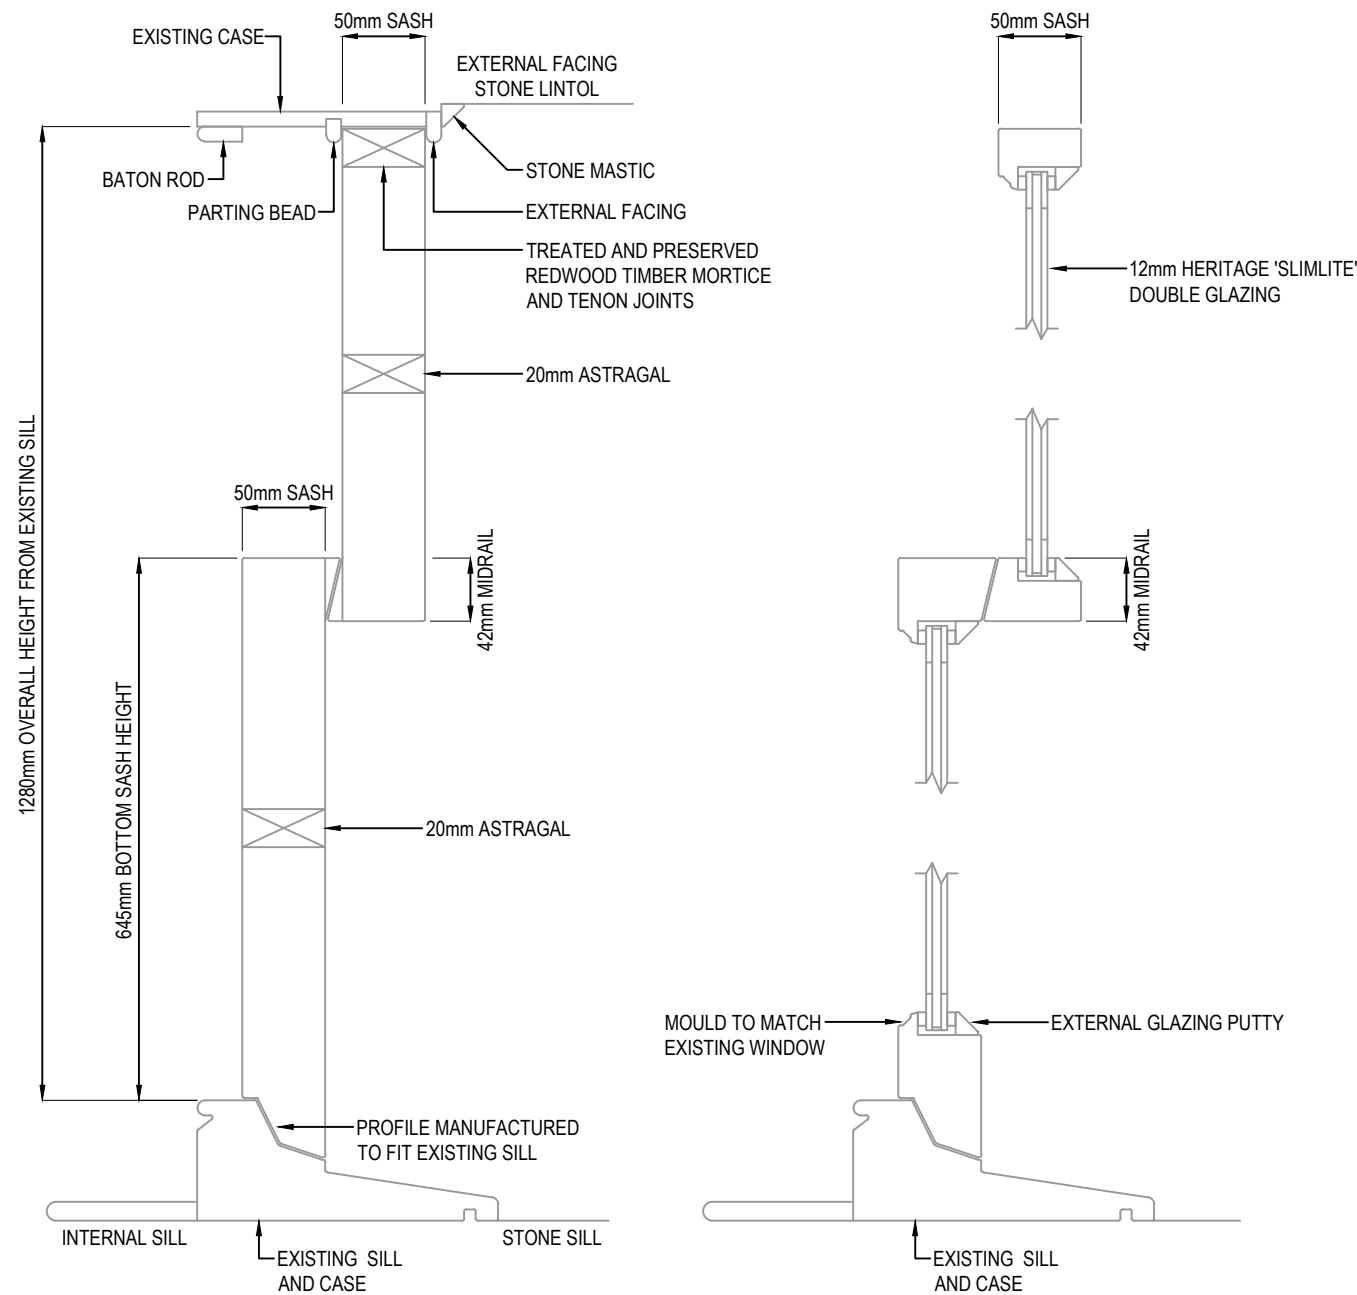 50mm SASH
EXISTING CASE
EXTERNAL FACING
STONE LINTOL
BATON ROD
STONE MASTIC
PARTING BEAD
EXTERNAL FACING
TREATED AND PRESERVED
REDWOOD TIMBER MORTICE
AND TENON JOINTS
20mm ASTRAGAL
1280mm OVERALL HEIGHT FROM EXISTING SILL
50mm SASH
42mm MIDRAIL
645mm BOTTOM SASH HEIGHT
20mm ASTRAGAL
PROFILE MANUFACTURED
TO FIT EXISTING SILL
INTERNAL SILL
STONE SILL
EXISTING SILL
AND CASE
50mm SASH
12mm HERITAGE 'SLIMLITE'
DOUBLE GLAZING
42mm MIDRAIL
MOULD TO MATCH
EXISTING WINDOW
EXTERNAL GLAZING PUTTY
EXISTING SILL
AND CASE